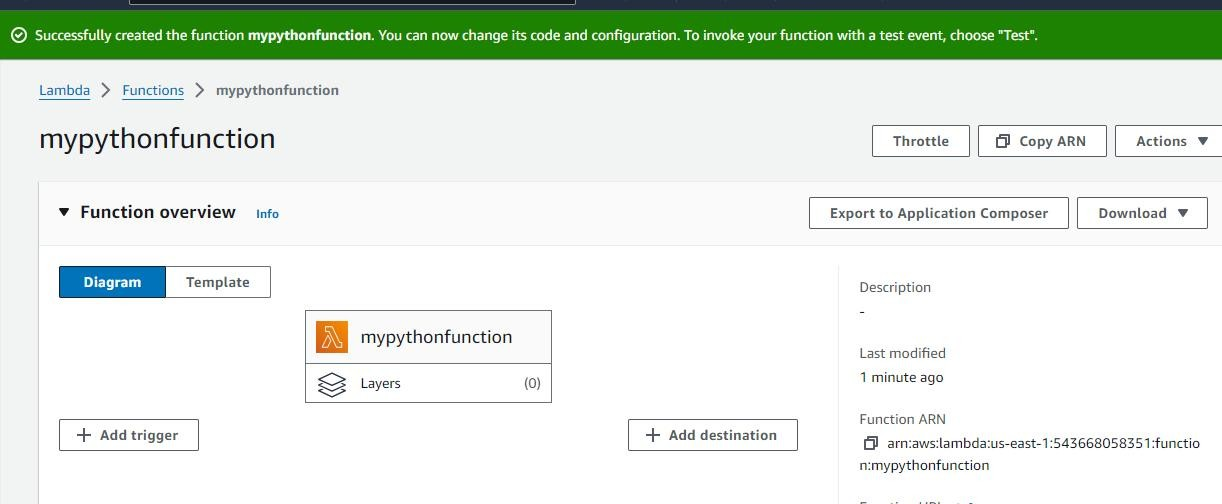 Successfully created the function mypythonfunction. You can now change its code and configuration. To invoke your function with a test event, choose "Test".
Lambda > Functions > mypythonfunction
mypythonfunction
Throttle
Copy ARN
Actions
Function overview Info
Export to Application Composer
Download
Diagram
Template
mypythonfunction
Layers (0)
Add trigger
Add destination
Description
-
Last modified
1 minute ago
Function ARN
arn:aws:lambda:us-east-1:543668058351:functio
n:mypythonfunction